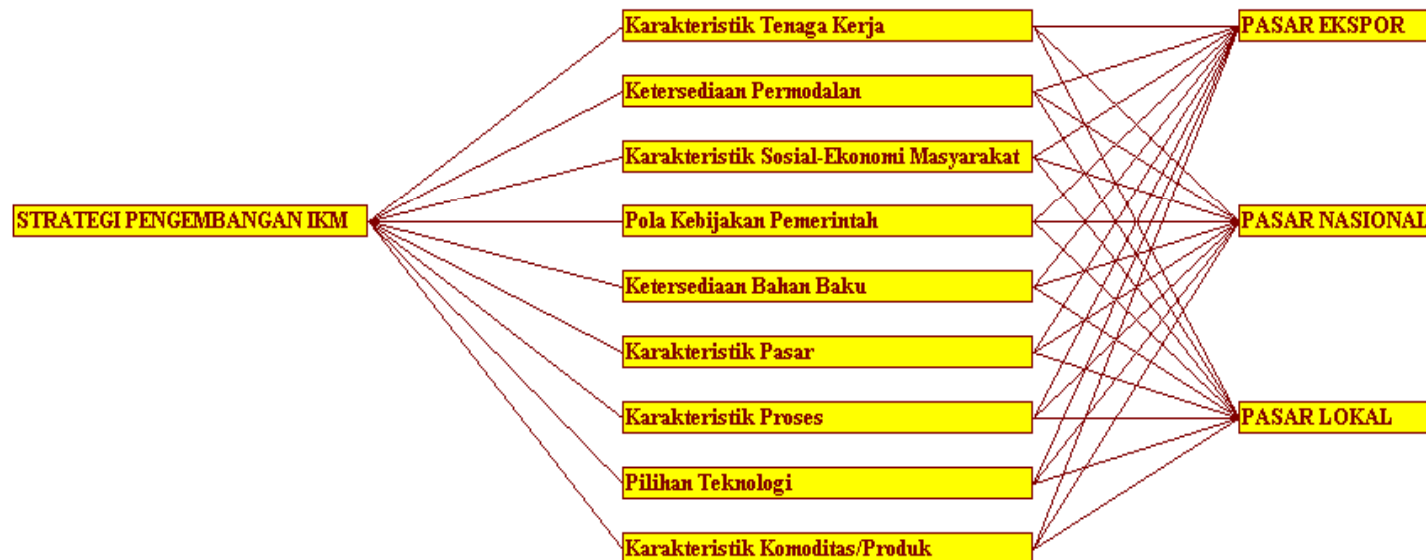 Karakteristik Tenaga Kerja
PASAR EKSPOR
Ketersediaan Permodalan
Karakteristik Sosial-Ekonomi Masyarakat
STRATEGI PENGEMBANGAN IKM
Pola Kebijakan Pemerintah
PASAR NASIONAL
Ketersediaan Bahan Baku
Karakteristik Pasar
Karakteristik Proses
PASAR LOKAL
Pilihan Teknologi
Karakteristik Komoditas/Produk